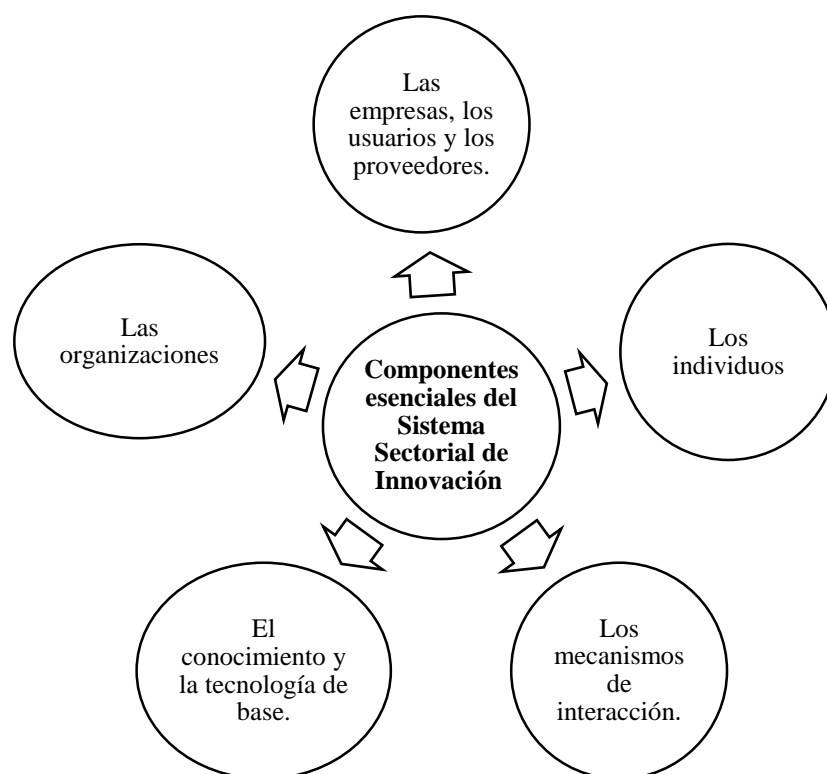 Las
empresas, los
usuarios y los
proveedores.
Las
organizaciones
Los
individuos
Componentes
esenciales del
Sistema
Sectorial de
Innovación
El
conocimiento y
la tecnología de
base.
Los
mecanismos
de
interacción.